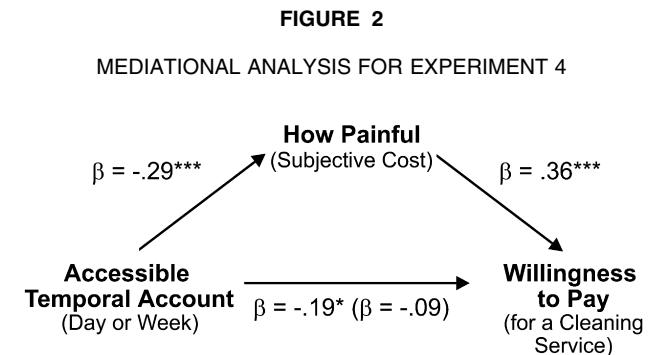 FIGURE 2
MEDIATIONAL ANALYSIS FOR EXPERIMENT 4
How Painful
(Subjective Cost)
β = -.29***
β = .36***
Accessible
Temporal Account
(Day or Week)
β = -.19* (β = -.09)
Willingness
to Pay
(for a Cleaning
Service)